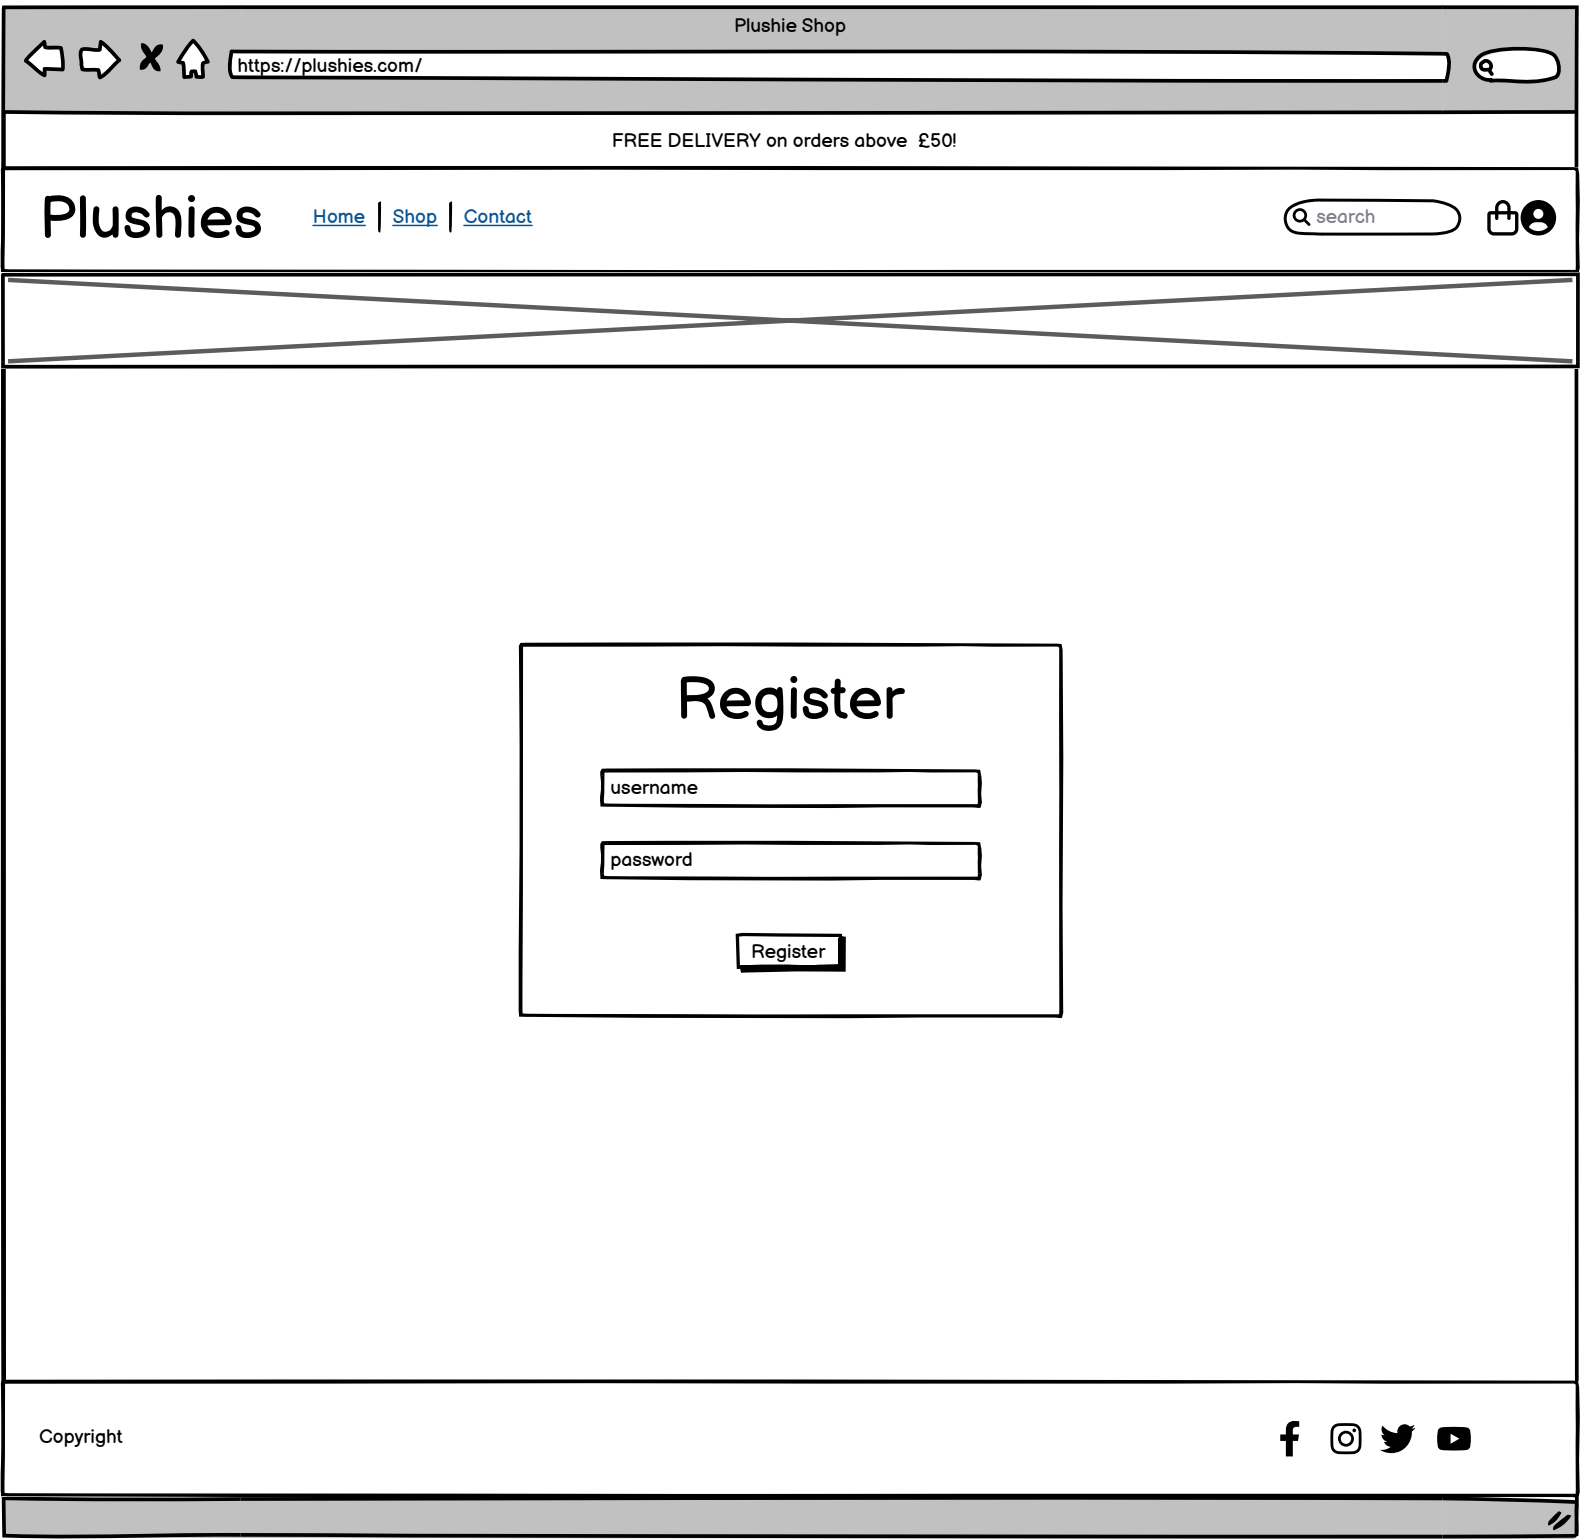 Plushie Shop
https://plushies.com/
FREE DELIVERY on orders above £50!
Plushies
Home
Shop
Contact
search
Register
username
password
Register
Copyright